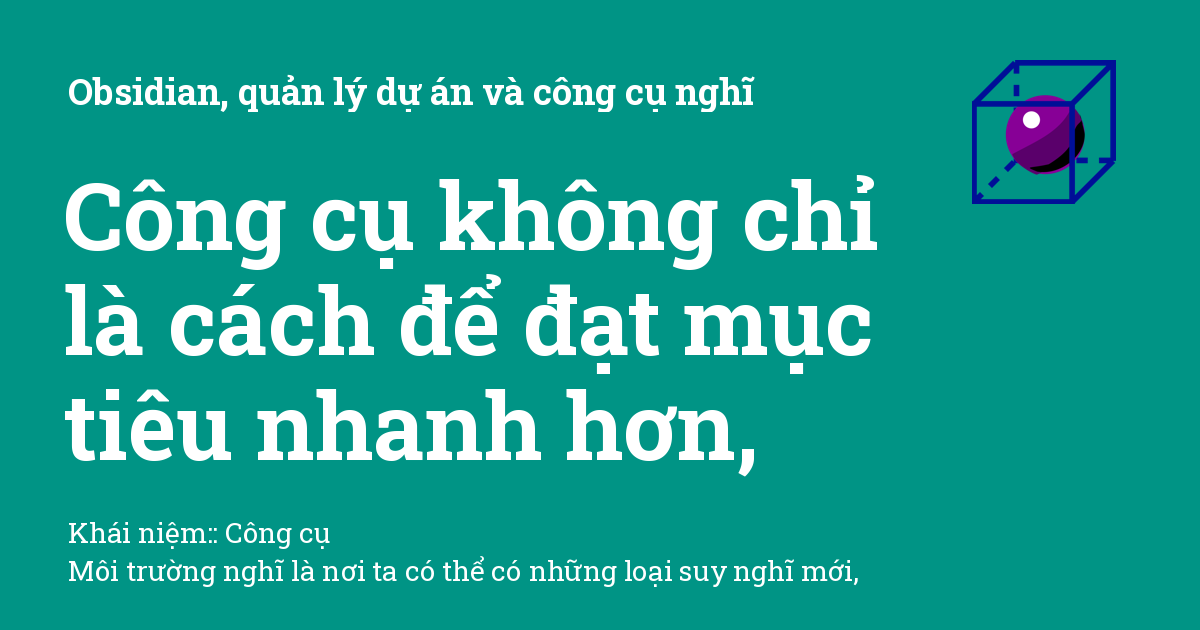 Obsidian, quản lý dự án và công cụ nghĩ
Công cụ không chỉ
là cách để đạt mục
tiêu nhanh hơn,
Khái niệm:: Công cụ
Môi trường nghĩ là nơi ta có thể có những loại suy nghĩ mới,